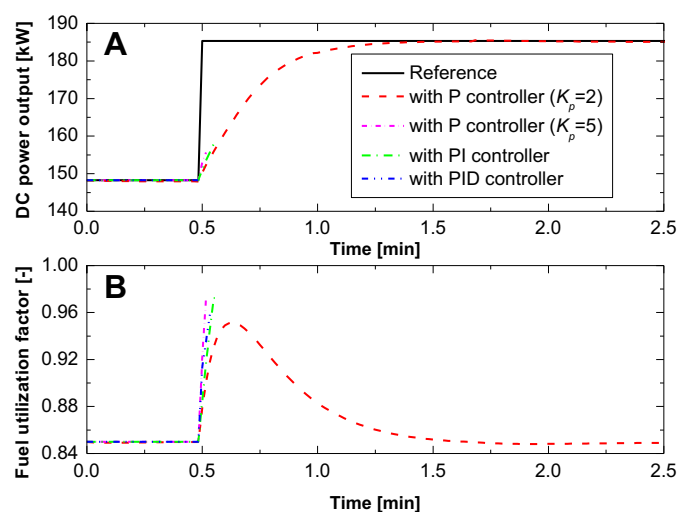 A
DC power output [kW]
190
180
170
160
150
140
Reference
with P controller (Kp=2)
with P controller (Kp=5)
with PI controller
with PID controller
0.0 0.5 1.0 1.5 2.0 2.5
Time [min]
B
Fuel utilization factor [-]
1.00
0.96
0.92
0.88
0.84
0.0 0.5 1.0 1.5 2.0 2.5
Time [min]